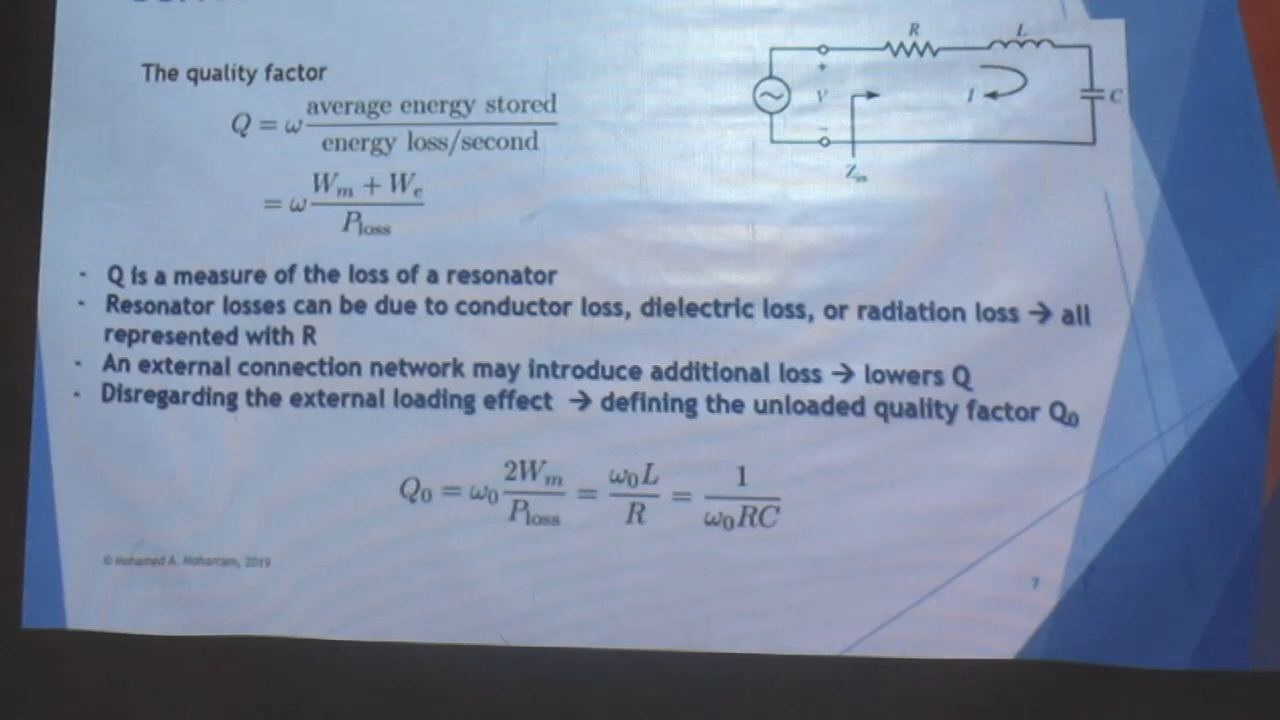 The quality factor
Q = ω average energy stored / energy loss/second
= ω W_m + W_e / P_loss
R
L
+
V
I
C
-
Z_in
- Q is a measure of the loss of a resonator
- Resonator losses can be due to conductor loss, dielectric loss, or radiation loss → all
represented with R
- An external connection network may introduce additional loss → lowers Q
- Disregarding the external loading effect → defining the unloaded quality factor Q₀
Q₀ = ω₀ 2W_m / P_loss = ω₀L / R = 1 / ω₀RC
© Mohamed A. Moharram, 2019
7